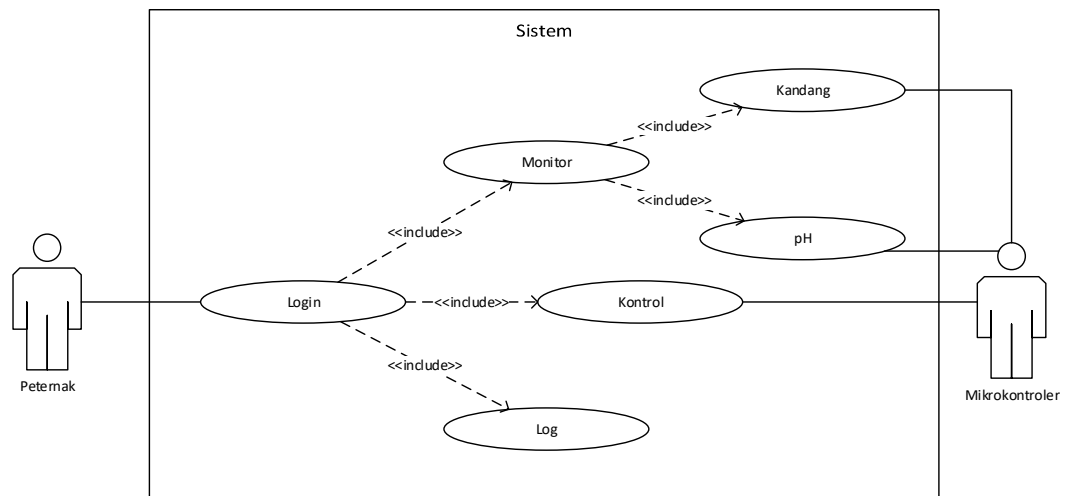 Sistem
Kandang
<<include>>
Monitor
<<include>>
<<include>>
pH
Login
<<include>>
Kontrol
<<include>>
Peternak
Mikrokontroler
Log